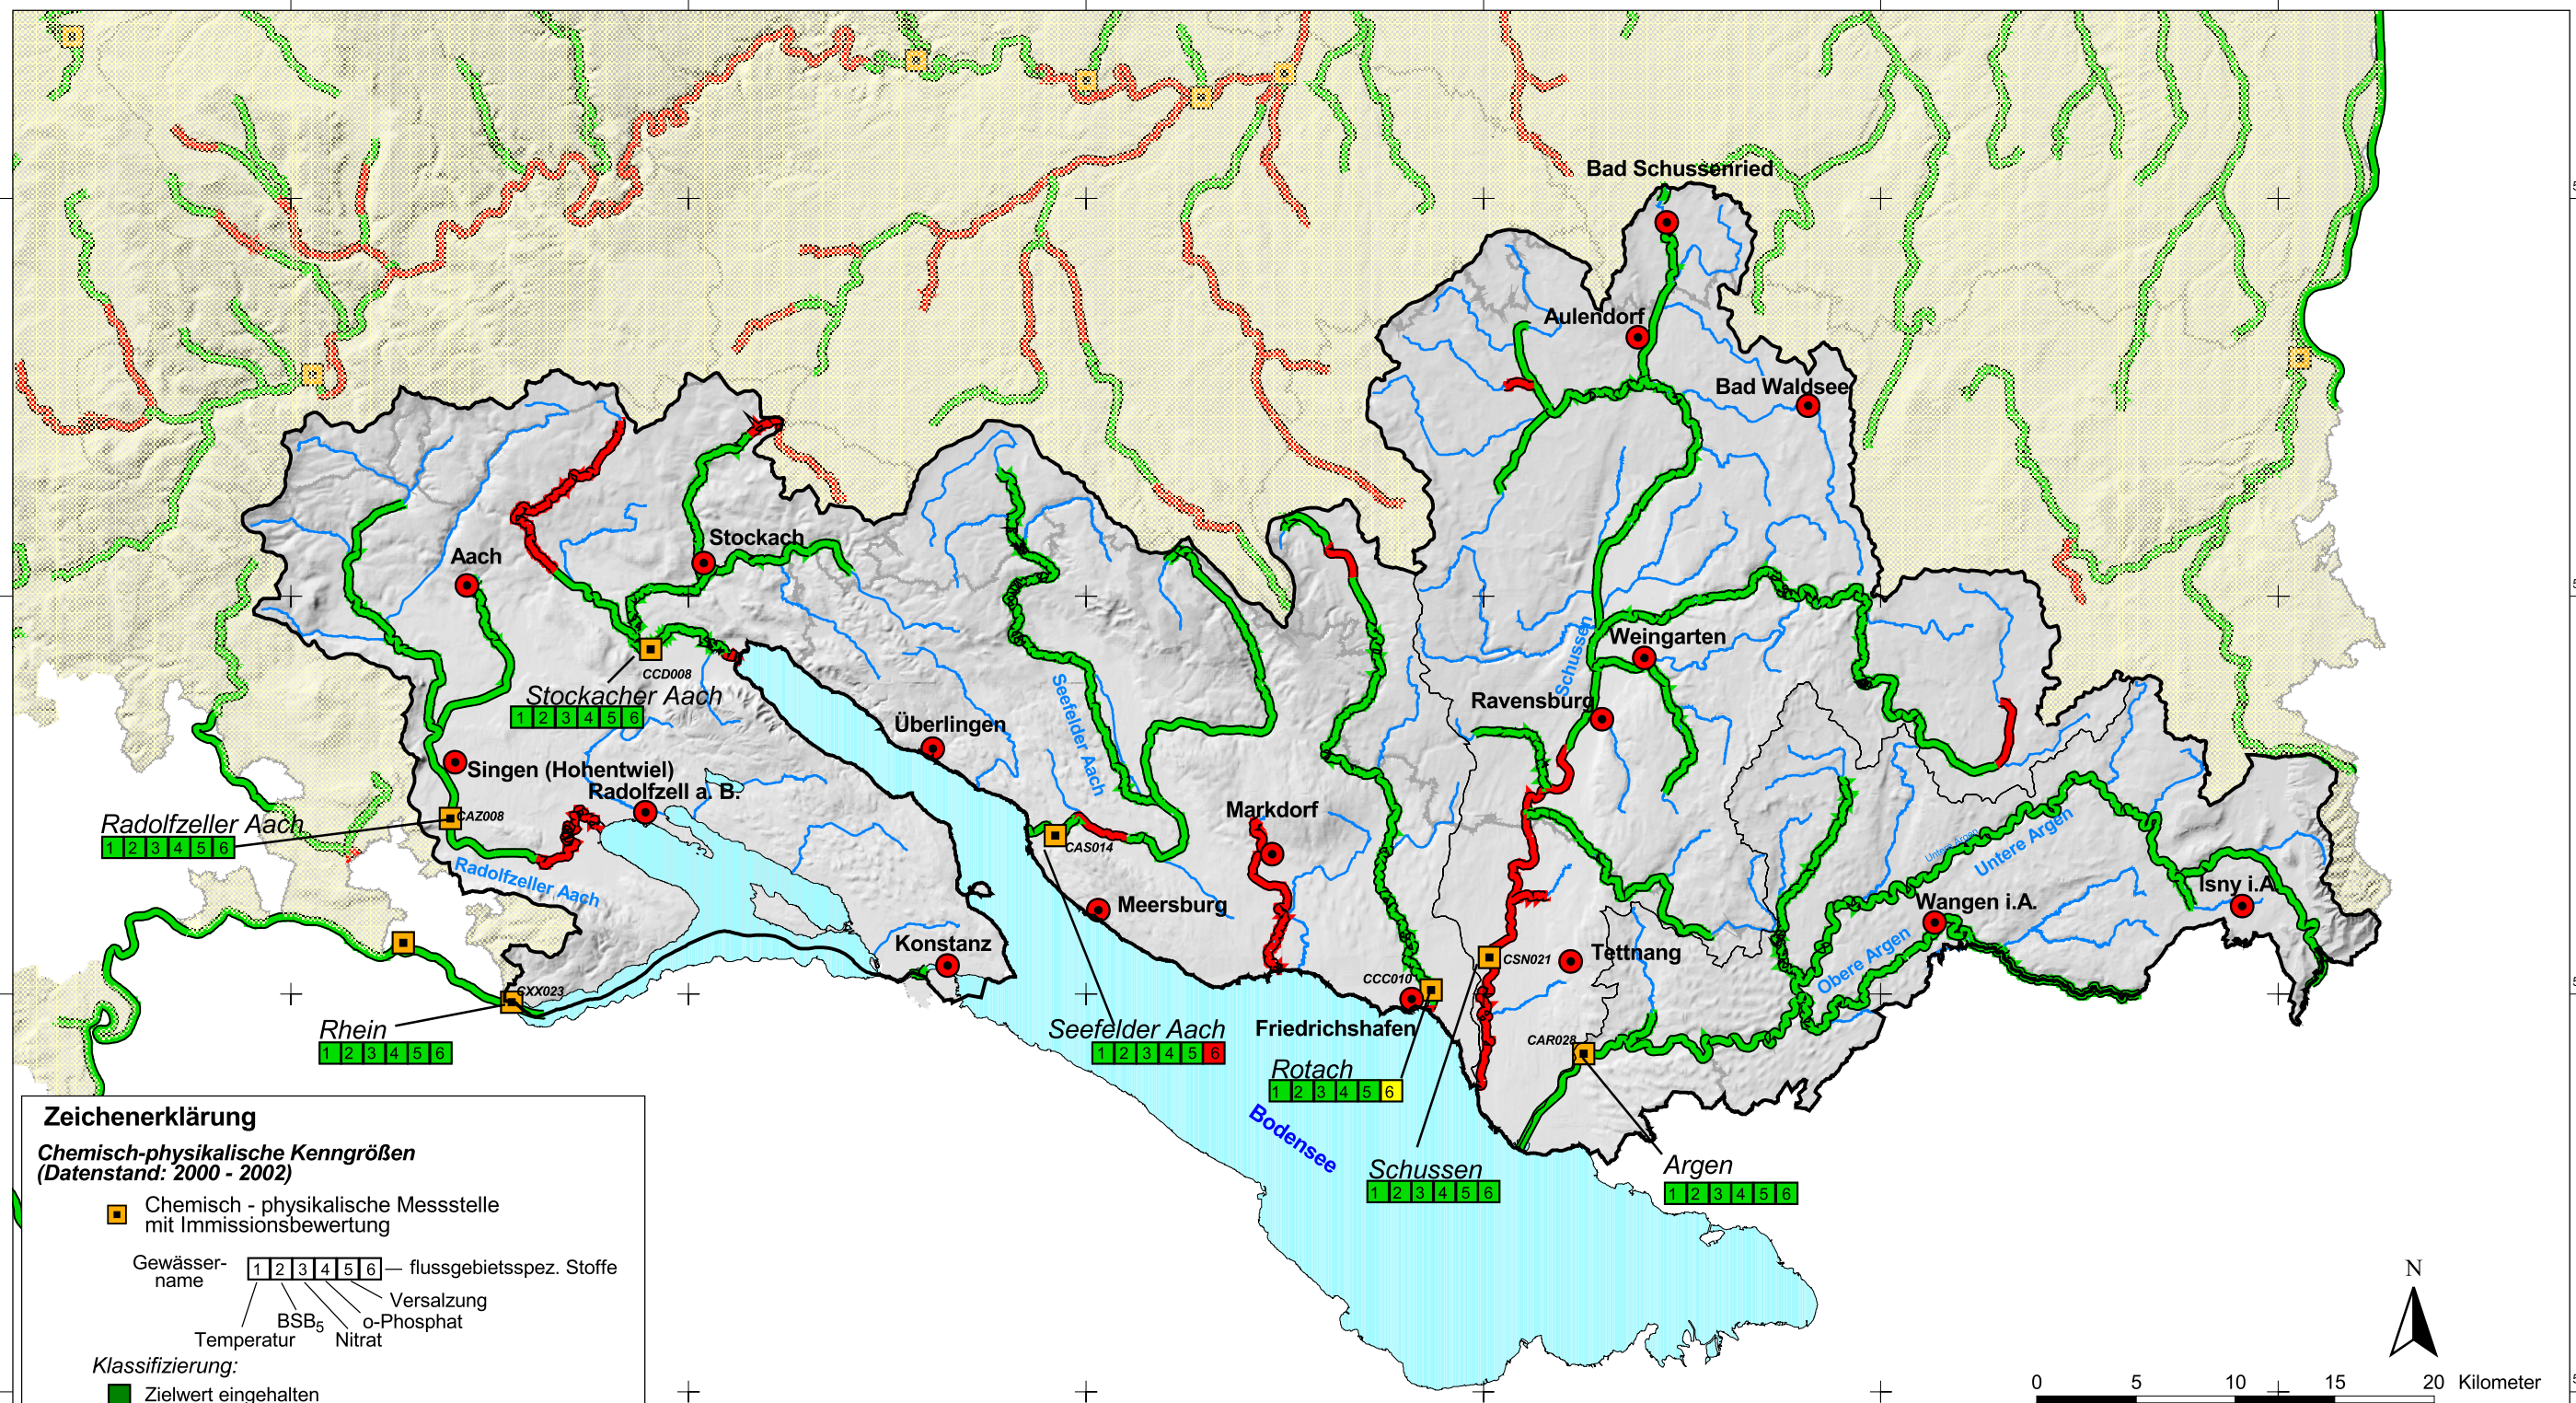 Bad Schussenried
Aulendorf
Bad Waldsee
Stockach
Aach
Schussen
Weingarten
CCD008
Stockacher Aach
1 2 3 4 5 6
Seefelder Aach
Ravensburg
Überlingen
Singen (Hohentwiel)
Radolfzell a. B.
Markdorf
Radolfzeller Aach
1 2 3 4 5 6
CAZ008
CAS014
Untere Argen
Untere Argen
Radolfzeller Aach
Isny i.A.
Meersburg
Wangen i.A.
Konstanz
Obere Argen
Tettnang
CSN021
CCC010
CXX023
Rhein
1 2 3 4 5 6
Seefelder Aach
1 2 3 4 5 6
Friedrichshafen
CAR028
Rotach
1 2 3 4 5 6
Bodensee
Schussen
1 2 3 4 5 6
Argen
1 2 3 4 5 6
Zeichenerklärung
Chemisch-physikalische Kenngrößen
(Datenstand: 2000 - 2002)
Chemisch - physikalische Messstelle
mit Immissionsbewertung
Gewässer-
name
1 2 3 4 5 6
flussgebietsspez. Stoffe
Versalzung
o-Phosphat
BSB5
Nitrat
Temperatur
Klassifizierung:
Zielwert eingehalten
N
0 5 10 15 20 Kilometer